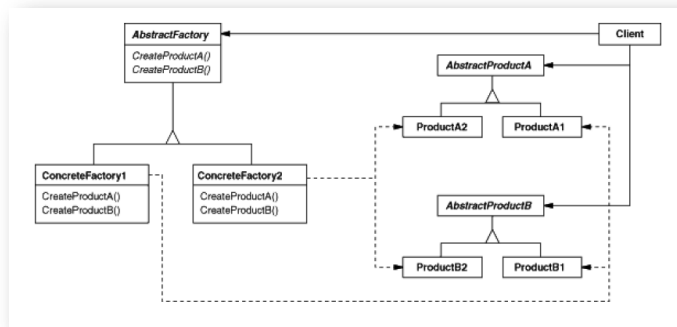 AbstractFactory
CreateProductA()
CreateProductB()
Client
AbstractProductA
ProductA2
ProductA1
ConcreteFactory1
CreateProductA()
CreateProductB()
ConcreteFactory2
CreateProductA()
CreateProductB()
AbstractProductB
ProductB2
ProductB1